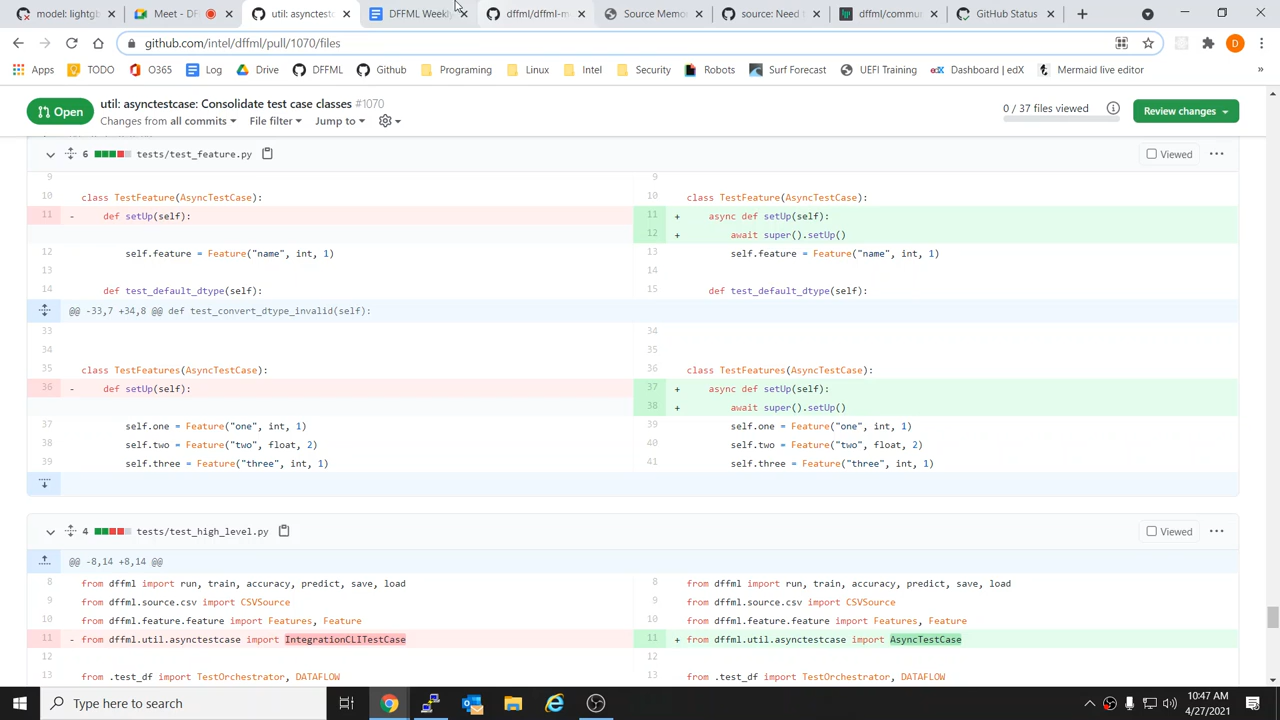 model: lightgb
Meet - DF
util: asynctestc
DFFML Weekly
dffml/dffml-m
Source Memo
source: Need
dffml/commu
GitHub Status
github.com/intel/dffml/pull/1070/files
D
Apps
TODO
O365
Log
Drive
DFFML
Github
Programing
Linux
Intel
Security
Robots
Surf Forecast
UEFI Training
Dashboard | edX
Mermaid live editor
»
Open
util: asynctestcase: Consolidate test case classes #1070
Changes from all commits
File filter
Jump to
0 / 37 files viewed
Review changes
6 tests/test_feature.py
Viewed
9 9
10 class TestFeature(AsyncTestCase): 10 class TestFeature(AsyncTestCase):
11 - def setUp(self): 11 + async def setUp(self):
12 + await super().setUp()
12 self.feature = Feature("name", int, 1) 13 self.feature = Feature("name", int, 1)
13 14
14 def test_default_dtype(self): 15 def test_default_dtype(self):
@@ -33,7 +34,8 @@ def test_convert_dtype_invalid(self):
33 34
34 35
35 class TestFeatures(AsyncTestCase): 36 class TestFeatures(AsyncTestCase):
36 - def setUp(self): 37 + async def setUp(self):
38 + await super().setUp()
37 self.one = Feature("one", int, 1) 39 self.one = Feature("one", int, 1)
38 self.two = Feature("two", float, 2) 40 self.two = Feature("two", float, 2)
39 self.three = Feature("three", int, 1) 41 self.three = Feature("three", int, 1)
4 tests/test_high_level.py
Viewed
@@ -8,14 +8,14 @@
8 from dffml import run, train, accuracy, predict, save, load 8 from dffml import run, train, accuracy, predict, save, load
9 from dffml.source.csv import CSVSource 9 from dffml.source.csv import CSVSource
10 from dffml.feature.feature import Features, Feature 10 from dffml.feature.feature import Features, Feature
11 - from dffml.util.asynctestcase import IntegrationCLITestCase 11 + from dffml.util.asynctestcase import AsyncTestCase
12 12
13 from .test_df import TestOrchestrator, DATAFLOW 13 from .test_df import TestOrchestrator, DATAFLOW
Type here to search
10:47 AM
4/27/2021